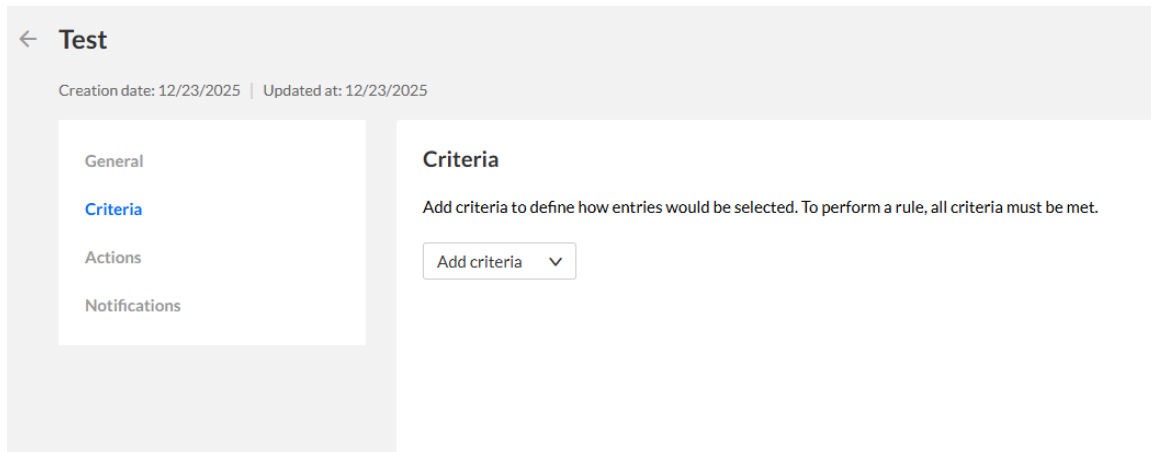 Test
Creation date: 12/23/2025 | Updated at: 12/23/2025
General
Criteria
Actions
Notifications
Criteria
Add criteria to define how entries would be selected. To perform a rule, all criteria must be met.
Add criteria